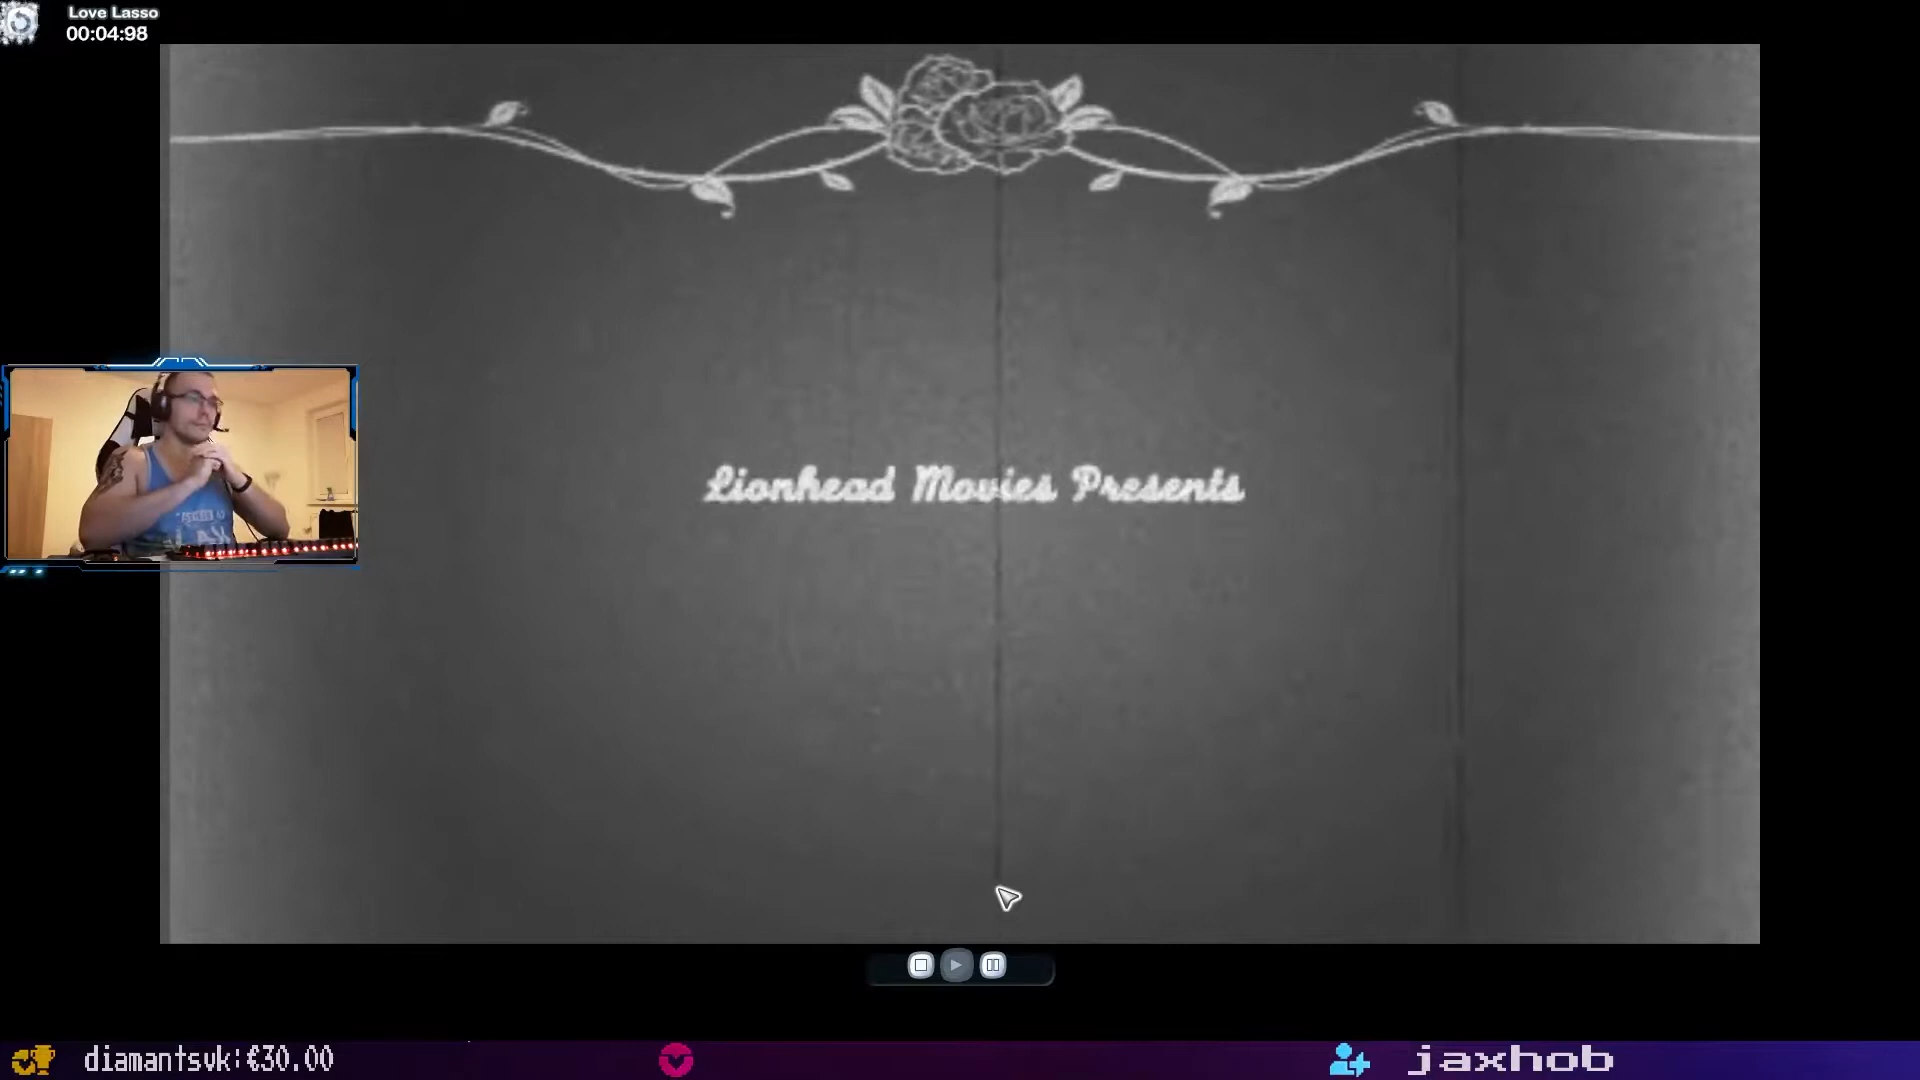 Love Lasso
00:04:98
Lionhead Movies Presents
diamantsvk:€30.00
jaxhob